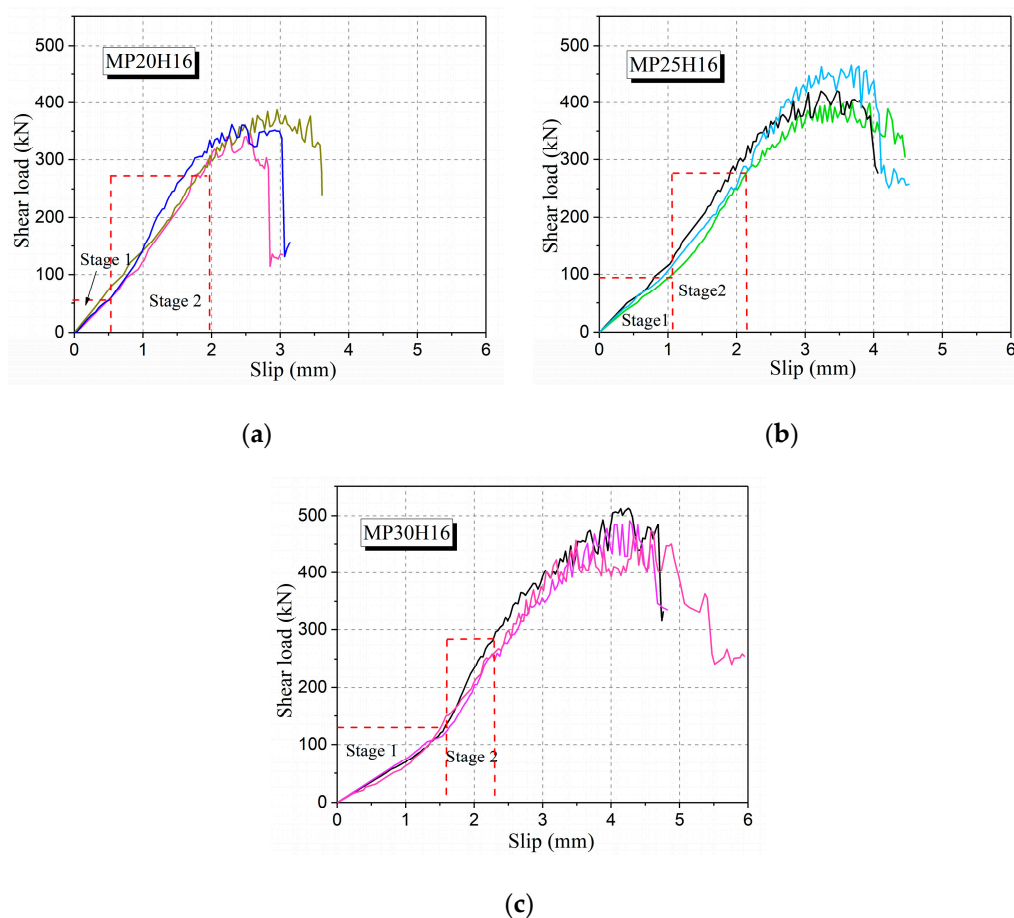 500
400
300
200
100
0
Shear load (kN)
MP20H16
Stage 1
Stage 2
0 1 2 3 4 5 6
Slip (mm)
(a)
500
400
300
200
100
0
Shear load (kN)
MP25H16
Stage1
Stage2
0 1 2 3 4 5 6
Slip (mm)
(b)
500
400
300
200
100
0
Shear load (kN)
MP30H16
Stage 1
Stage 2
0 1 2 3 4 5 6
Slip (mm)
(c)